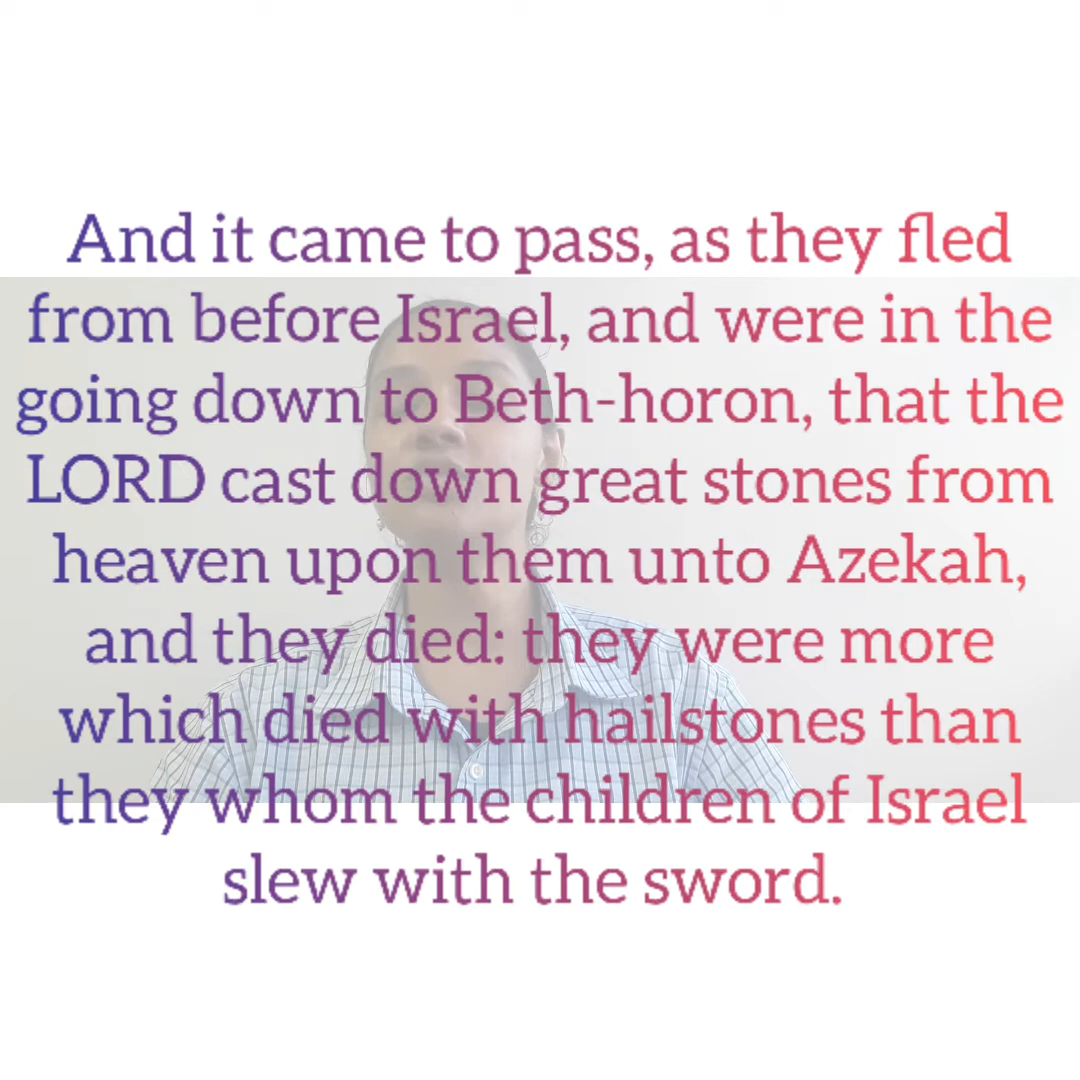 And it came to pass, as they fled
from before Israel, and were in the
going down to Beth-horon, that the
LORD cast down great stones from
heaven upon them unto Azekah,
and they died: they were more
which died with hailstones than
they whom the children of Israel
slew with the sword.